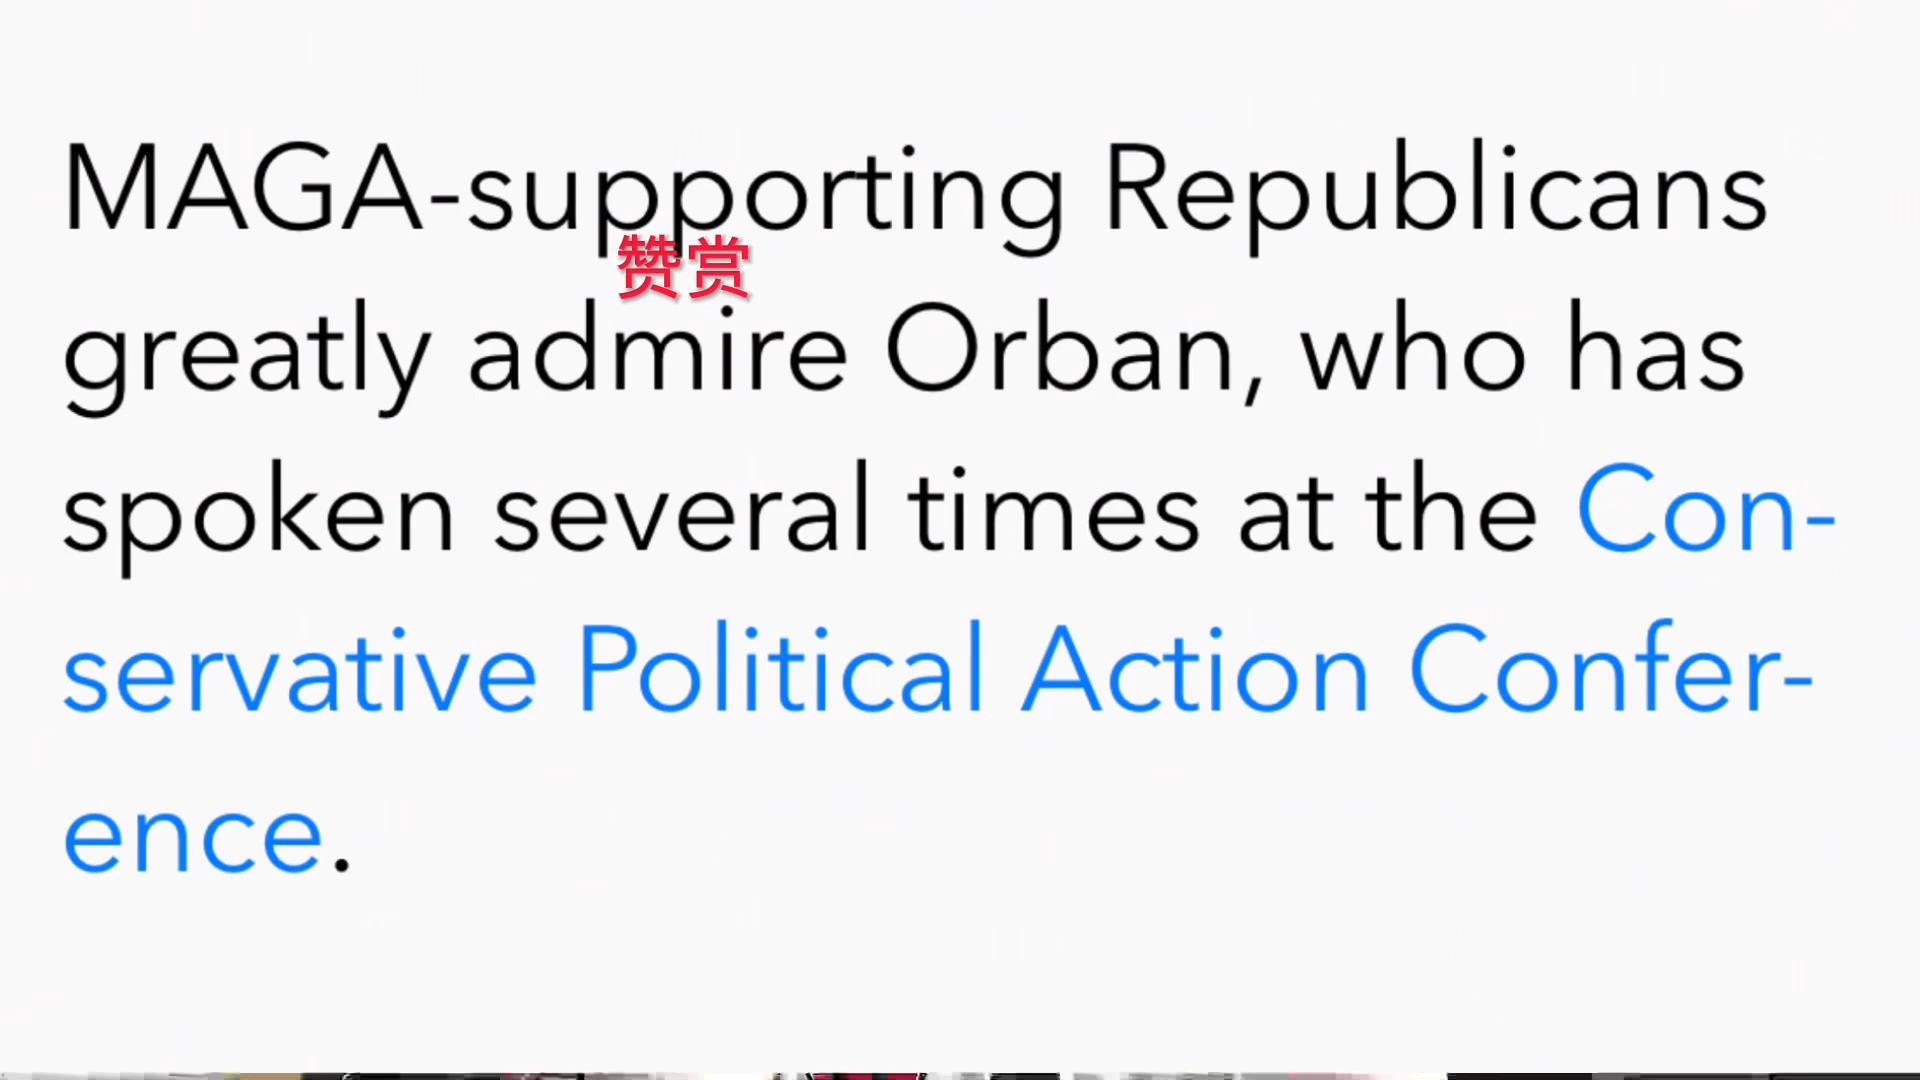 MAGA-supporting Republicans
赞赏
greatly admire Orban, who has
spoken several times at the Con-
servative Political Action Confer-
ence.